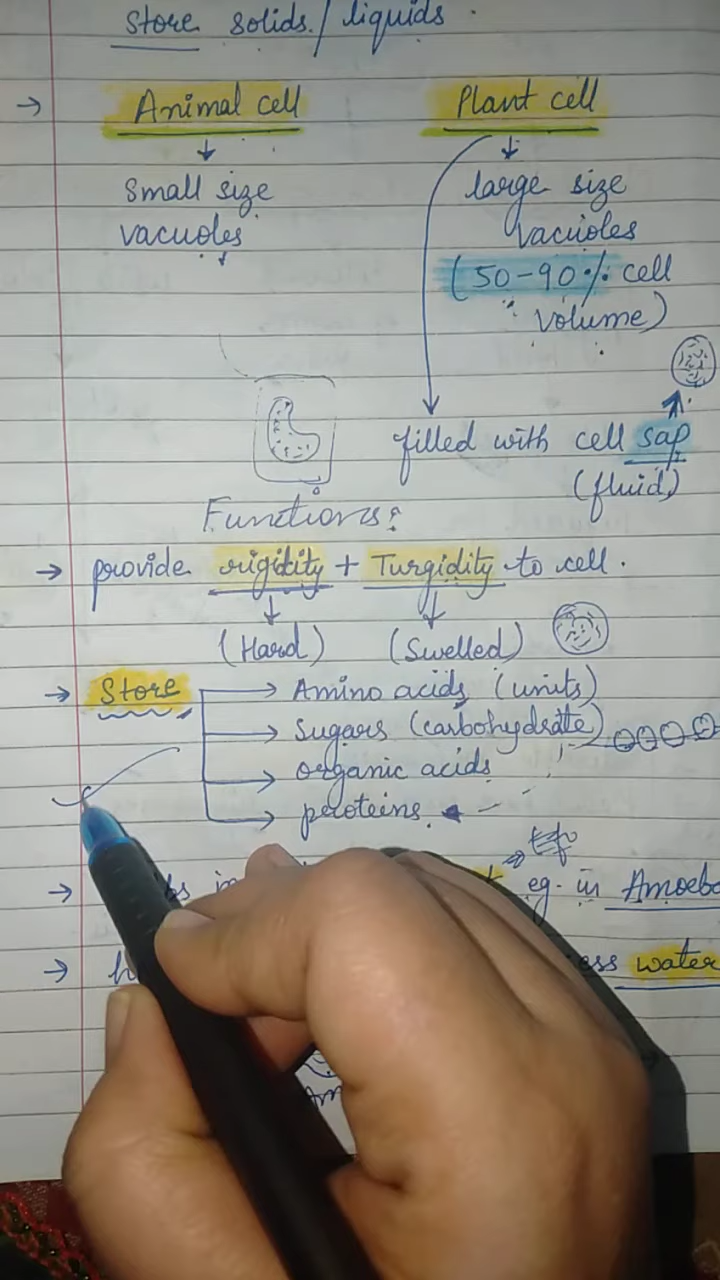 Store solids/liquids.
→ Animal cell Plant cell
↓ ↓
Small size large size
vacuoles vacuoles
(50-90% cell
volume)
filled with cell sap
(fluid)
Functions:
→ provide rigidity + Turgidity to cell.
↓ ↓
(Hard) (Swelled)
→ Store → Amino acids (units)
→ Sugars (carbohydrate)
→ organic acids
→ proteins.
→ eg. in Amoeba
→ water